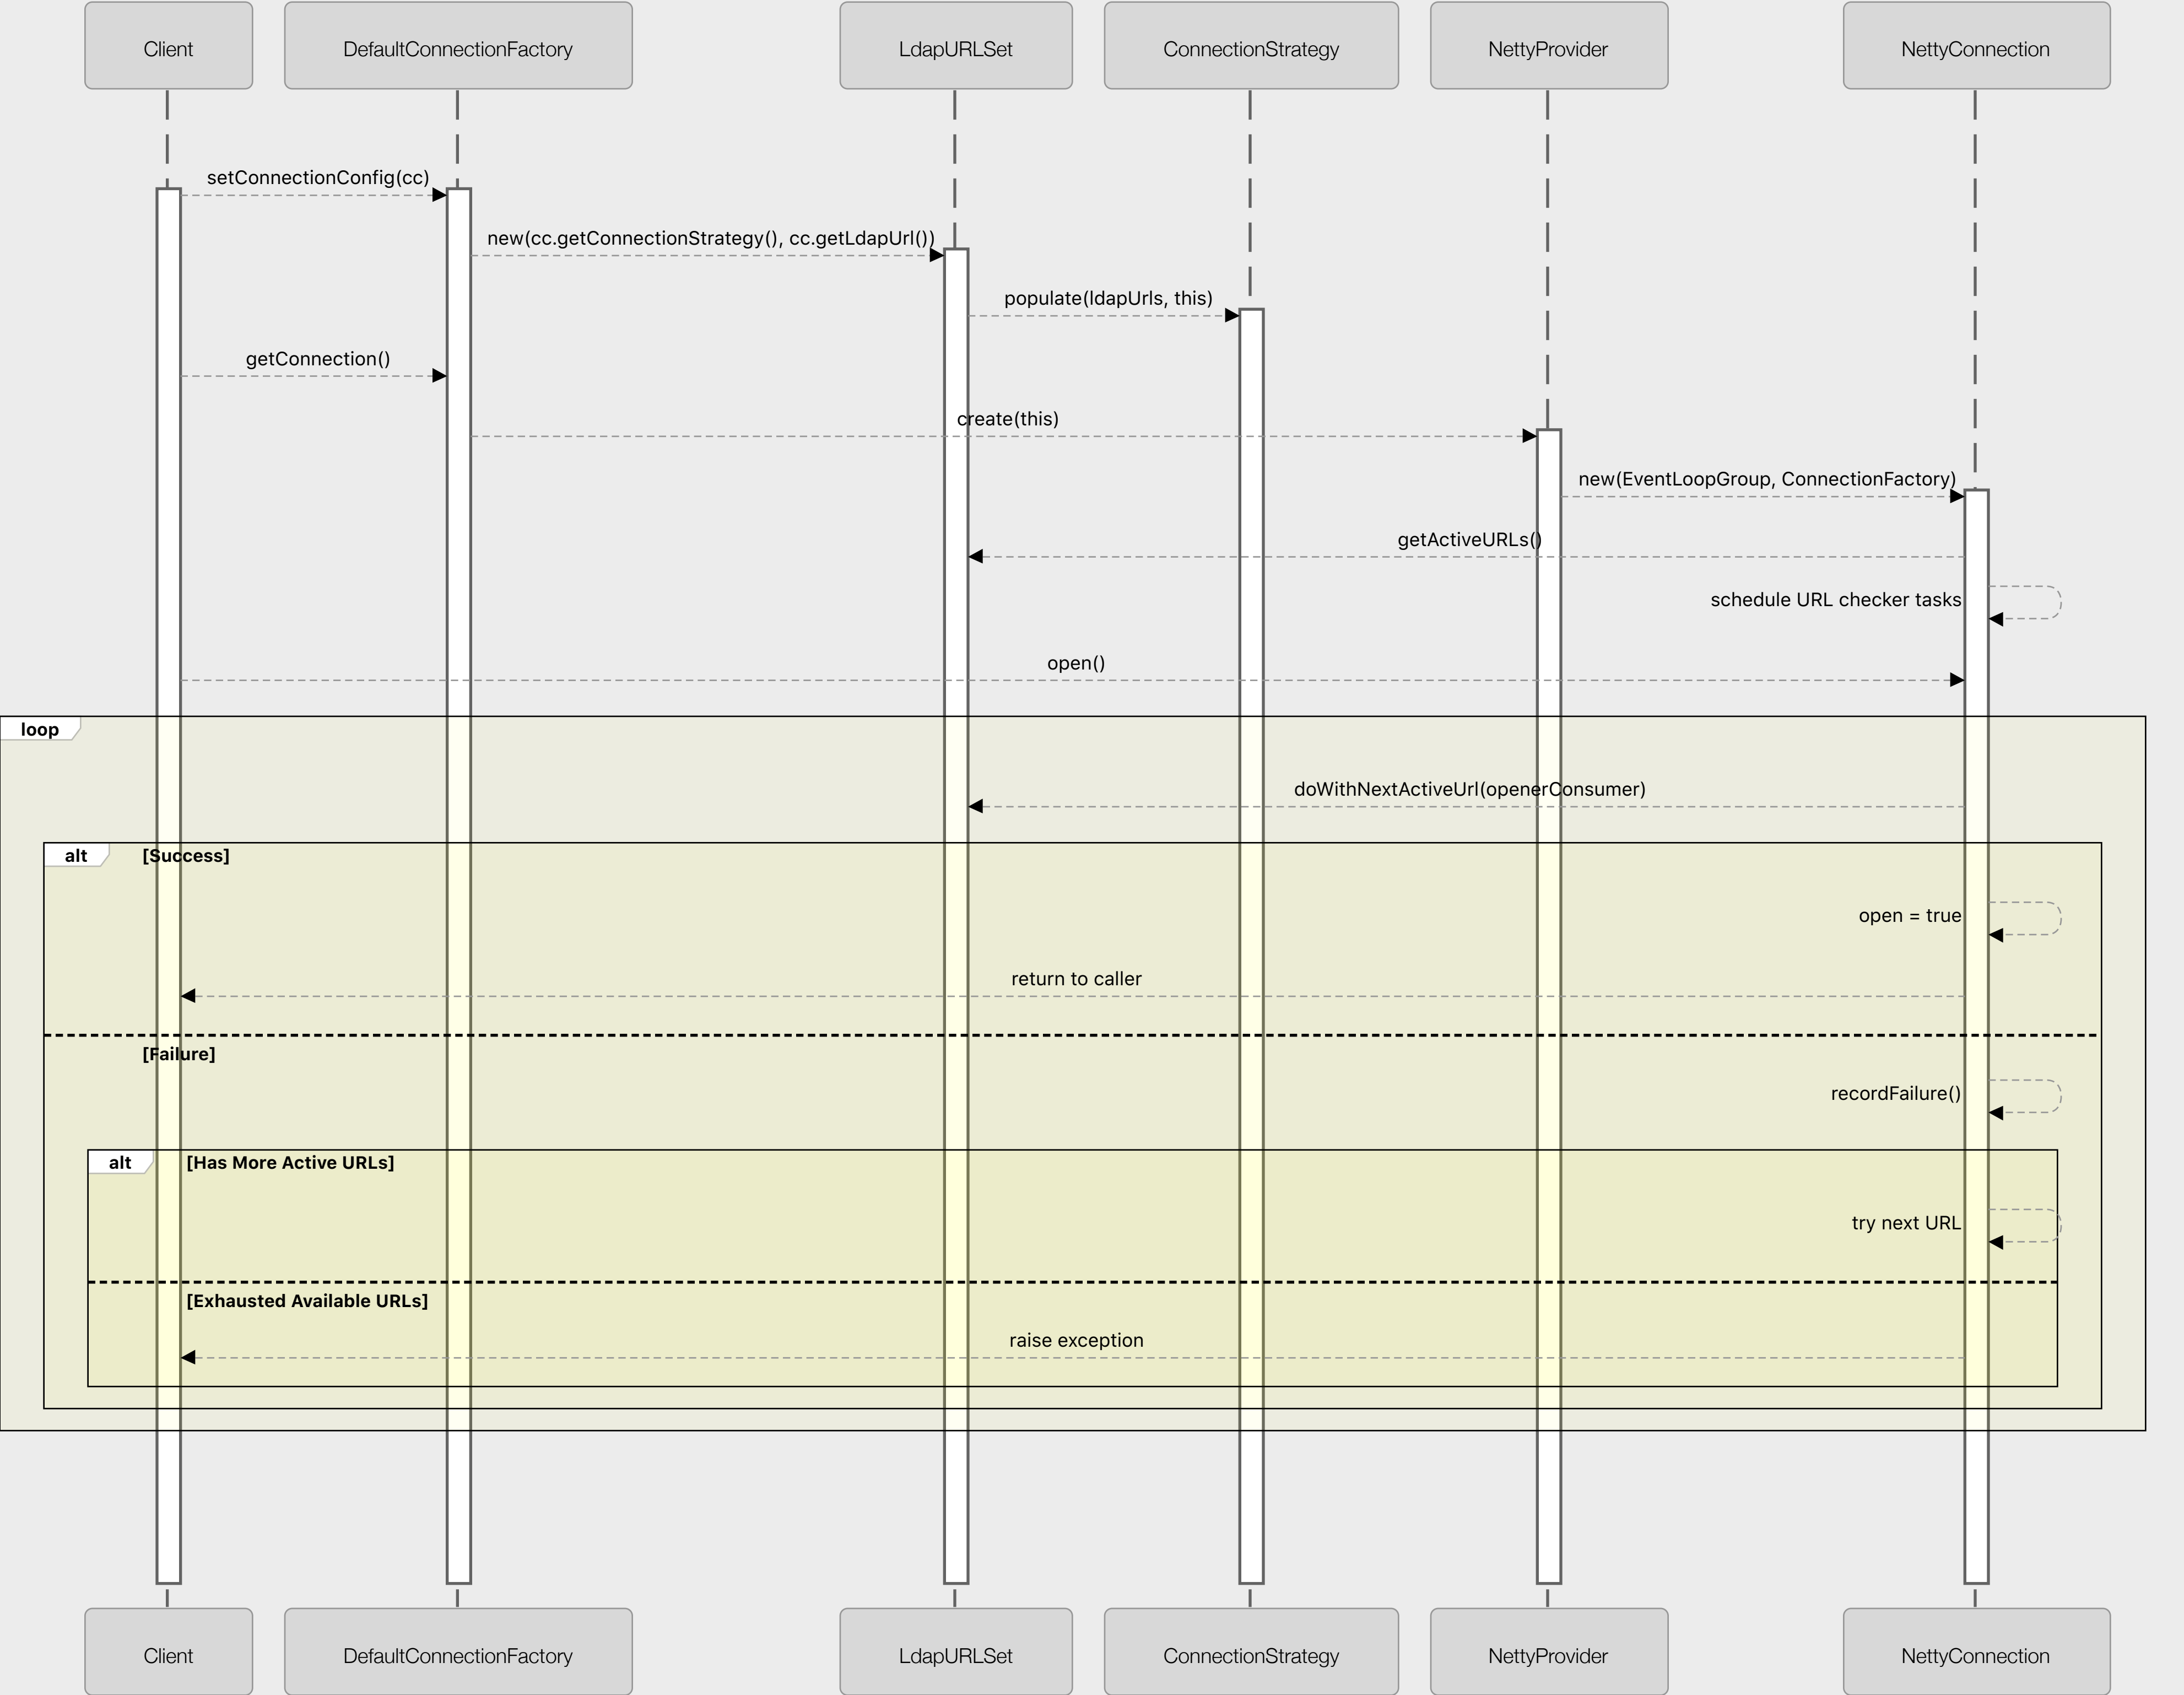 Client
DefaultConnectionFactory
LdapURLSet
ConnectionStrategy
NettyProvider
NettyConnection
setConnectionConfig(cc)
new(cc.getConnectionStrategy(), cc.getLdapUrl())
populate(ldapUrls, this)
getConnection()
create(this)
new(EventLoopGroup, ConnectionFactory)
getActiveURLs()
schedule URL checker tasks
open()
loop
doWithNextActiveUrl(openerConsumer)
alt
[Success]
open = true
return to caller
[Failure]
recordFailure()
alt
[Has More Active URLs]
try next URL
[Exhausted Available URLs]
raise exception
Client
DefaultConnectionFactory
LdapURLSet
ConnectionStrategy
NettyProvider
NettyConnection